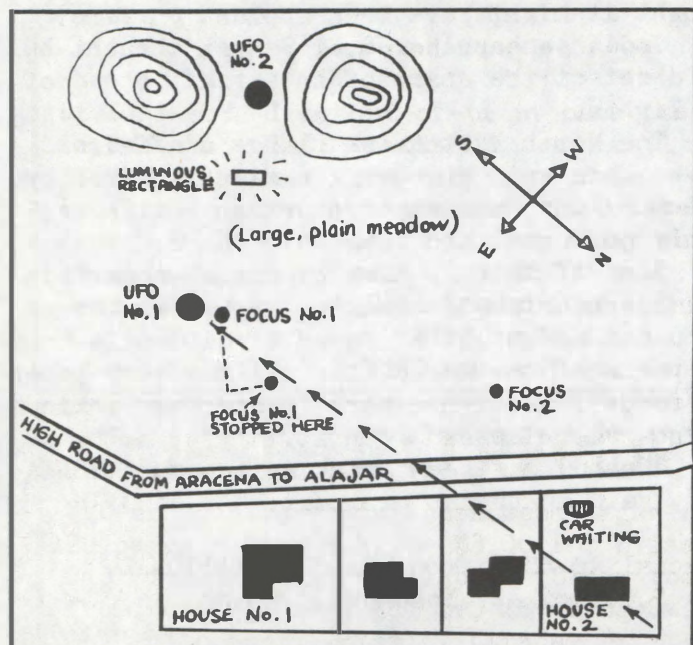 UFO
No. 2
LUMINOUS
RECTANGLE
S
W
E
N
(Large, plain meadow)
UFO
No. 1
FOCUS No. 1
FOCUS No. 1
STOPPED HERE
FOCUS
No. 2
HIGH ROAD FROM ARACENA TO ALAJAR
CAR
WAITING
HOUSE No. 1
HOUSE
NO. 2